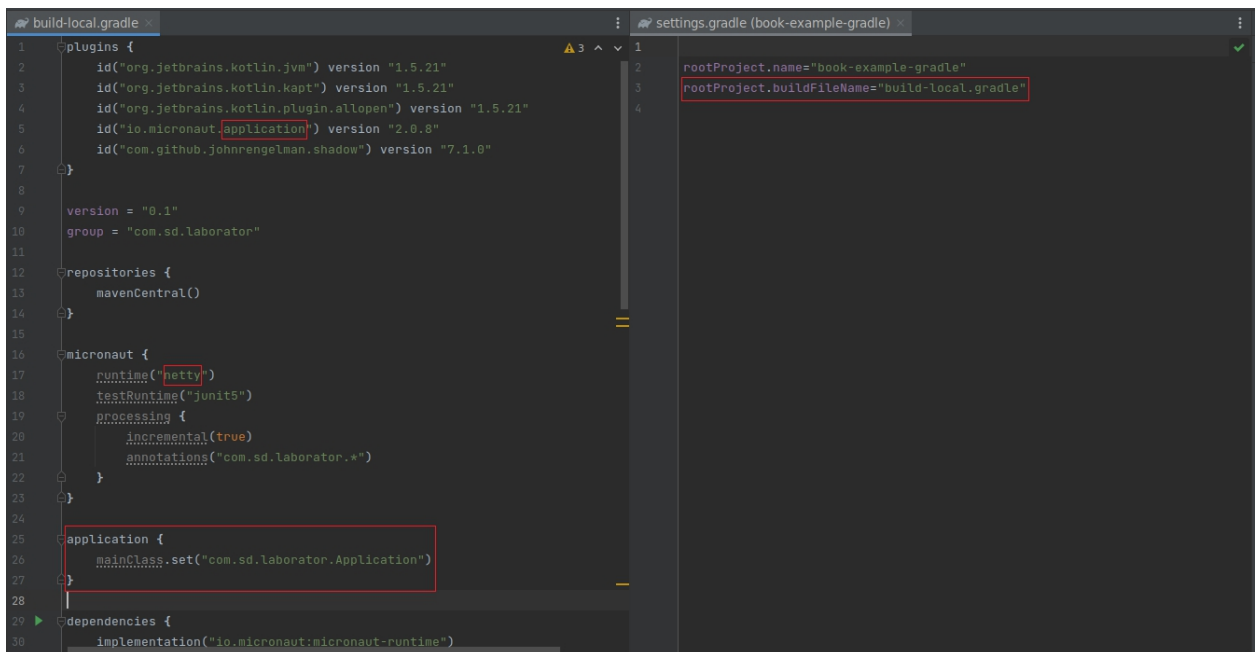 build-local.gradle
plugins {
id("org.jetbrains.kotlin.jvm") version "1.5.21"
id("org.jetbrains.kotlin.kapt") version "1.5.21"
id("org.jetbrains.kotlin.plugin.allopen") version "1.5.21"
id("io.micronaut.application") version "2.0.8"
id("com.github.johnrengelman.shadow") version "7.1.0"
}
version = "0.1"
group = "com.sd.laborator"
repositories {
mavenCentral()
}
micronaut {
runtime("netty")
testRuntime("junit5")
processing {
incremental(true)
annotations("com.sd.laborator.*")
}
}
application {
mainClass.set("com.sd.laborator.Application")
}
dependencies {
implementation("io.micronaut:micronaut-runtime")
1
2
3
4
5
6
7
8
9
10
11
12
13
14
15
16
17
18
19
20
21
22
23
24
25
26
27
28
29
30
3
settings.gradle (book-example-gradle)
1
2 rootProject.name="book-example-gradle"
3 rootProject.buildFileName="build-local.gradle"
4